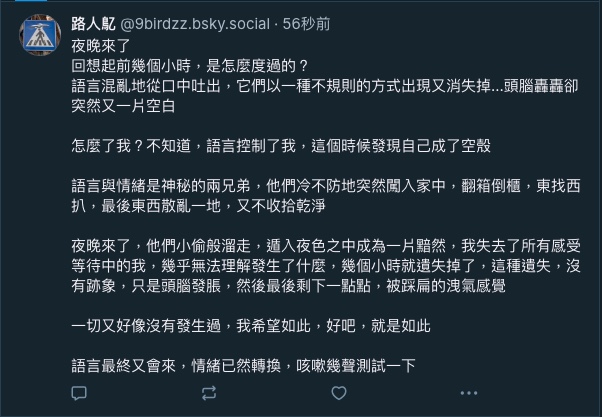 路人鳦 @9birdzz.bsky.social · 56秒前
夜晚來了
回想起前幾個小時，是怎麼度過的？
語言混亂地從口中吐出，它們以一種不規則的方式出現又消失掉...頭腦轟轟卻
突然又一片空白
怎麼了我？不知道，語言控制了我，這個時候發現自己成了空殼
語言與情緒是神秘的兩兄弟，他們冷不防地突然闖入家中，翻箱倒櫃，東找西
扒，最後東西散亂一地，又不收拾乾淨
夜晚來了，他們小偷般溜走，遁入夜色之中成為一片黯然，我失去了所有感受
等待中的我，幾乎無法理解發生了什麼，幾個小時就遺失掉了，這種遺失，沒
有跡象，只是頭腦發脹，然後最後剩下一點點，被踩扁的洩氣感覺
一切又好像沒有發生過，我希望如此，好吧，就是如此
語言最終又會來，情緒已然轉換，咳嗽幾聲測試一下